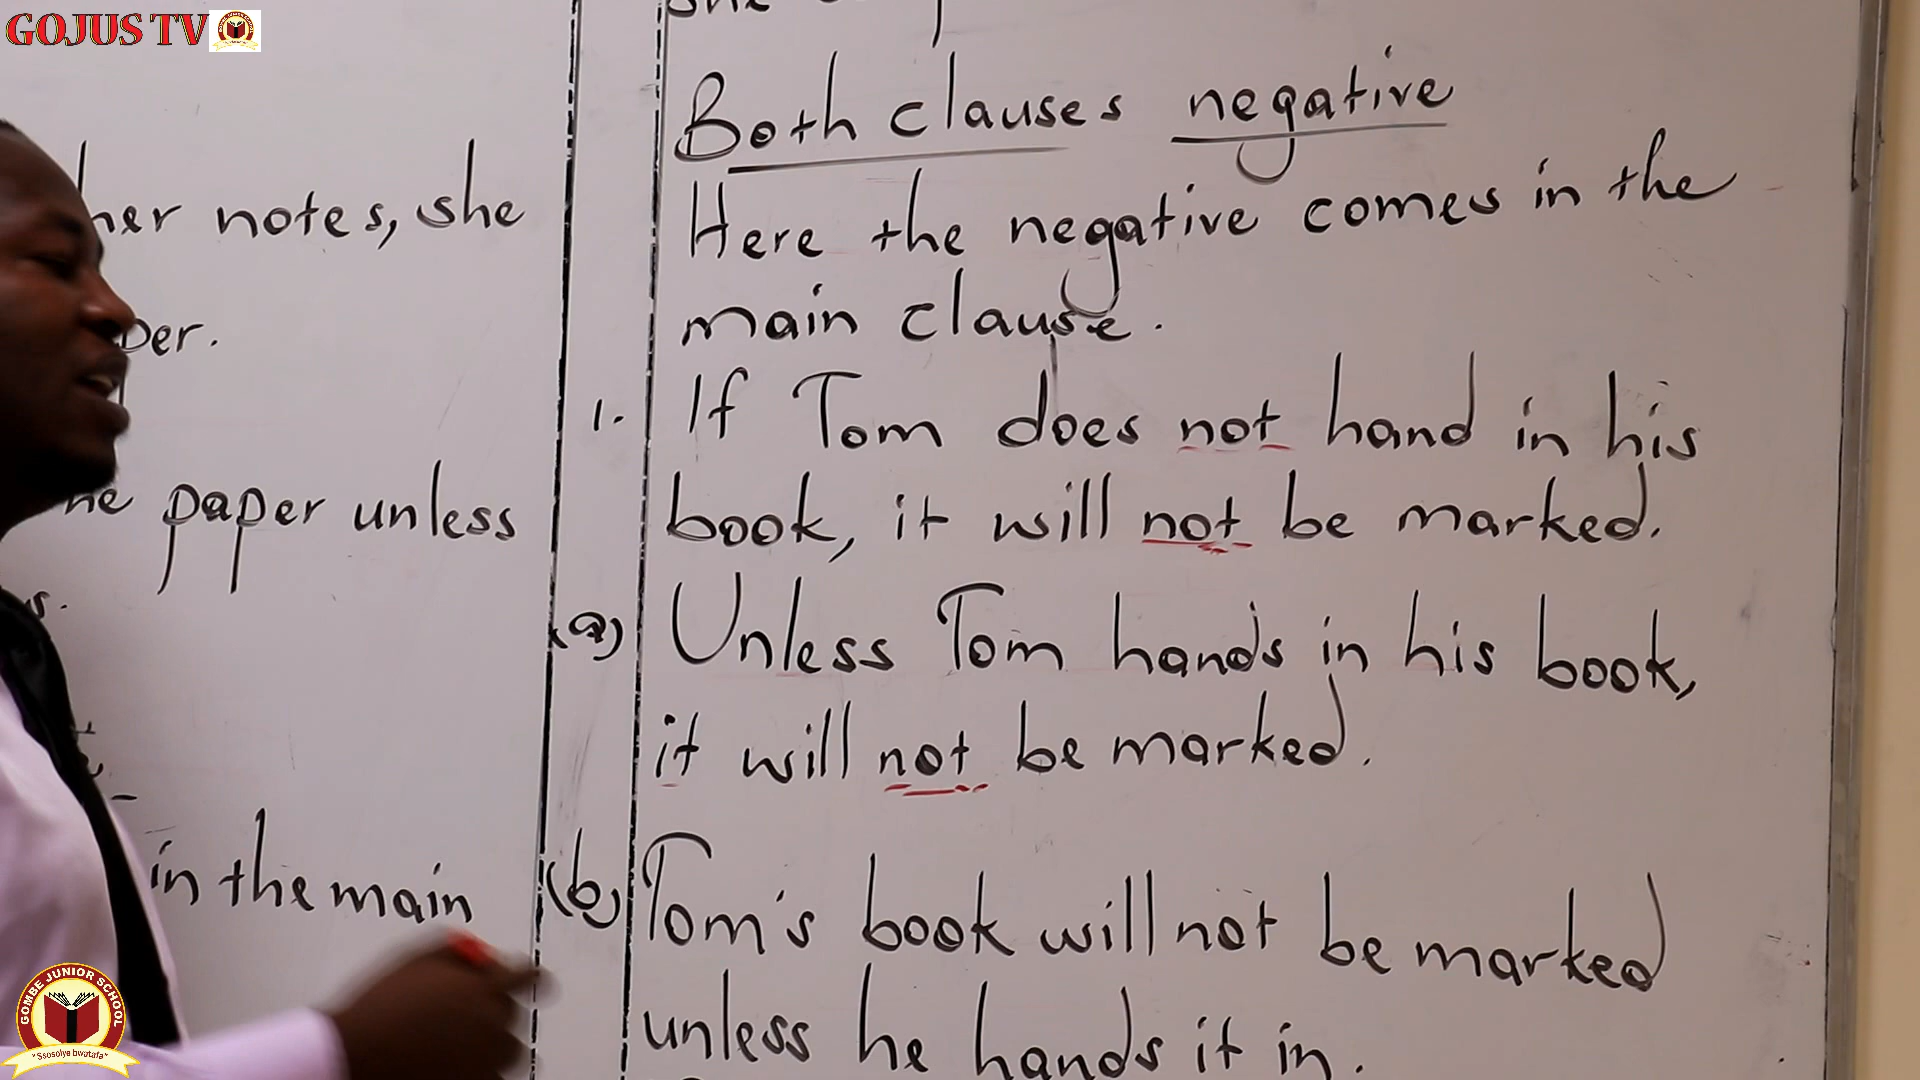 GOJUS TV
her notes, she
per.
paper unless
in the main
Both clauses negative
Here the negative comes in the
main clause.
1. If Tom does not hand in his
book, it will not be marked.
(a) Unless Tom hands in his book,
it will not be marked.
(b) Tom's book will not be marked
unless he hands it in.
GOMBE JUNIOR SCHOOL
"Ssosolye bwatafa"